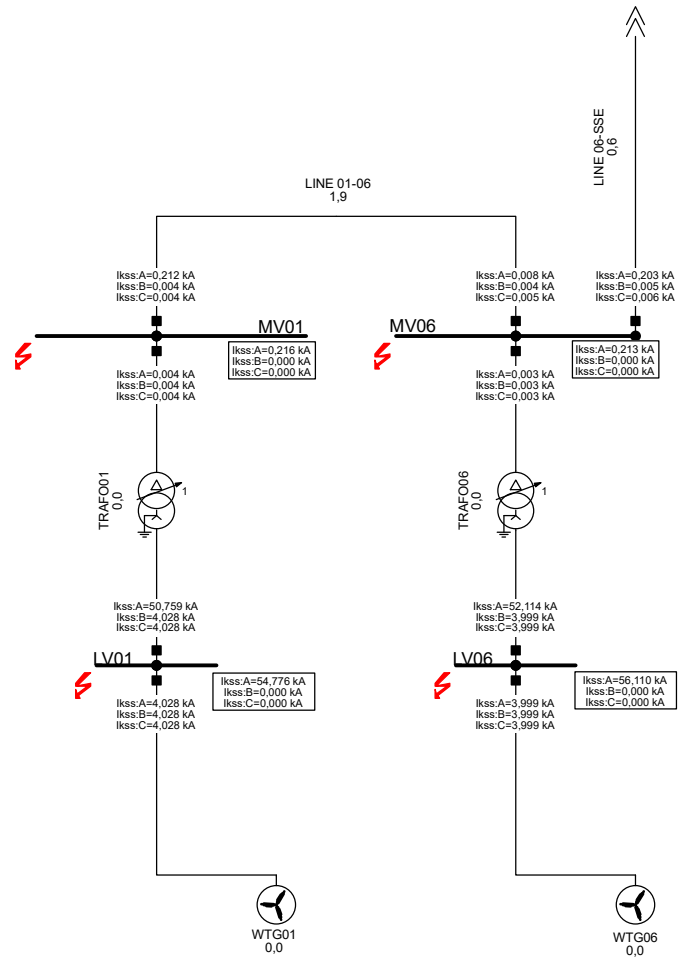 LINE 06-SSE
0,6
LINE 01-06
1,9
Ikss:A=0,212 kA
Ikss:B=0,004 kA
Ikss:C=0,004 kA
Ikss:A=0,008 kA
Ikss:B=0,004 kA
Ikss:C=0,005 kA
Ikss:A=0,203 kA
Ikss:B=0,005 kA
Ikss:C=0,006 kA
MV01
MV06
Ikss:A=0,216 kA
Ikss:B=0,000 kA
Ikss:C=0,000 kA
Ikss:A=0,213 kA
Ikss:B=0,000 kA
Ikss:C=0,000 kA
Ikss:A=0,004 kA
Ikss:B=0,004 kA
Ikss:C=0,004 kA
Ikss:A=0,003 kA
Ikss:B=0,003 kA
Ikss:C=0,003 kA
TRAFO01
0,0
1
TRAFO06
0,0
1
Ikss:A=50,759 kA
Ikss:B=4,028 kA
Ikss:C=4,028 kA
Ikss:A=52,114 kA
Ikss:B=3,999 kA
Ikss:C=3,999 kA
LV01
LV06
Ikss:A=54,776 kA
Ikss:B=0,000 kA
Ikss:C=0,000 kA
Ikss:A=56,110 kA
Ikss:B=0,000 kA
Ikss:C=0,000 kA
Ikss:A=4,028 kA
Ikss:B=4,028 kA
Ikss:C=4,028 kA
Ikss:A=3,999 kA
Ikss:B=3,999 kA
Ikss:C=3,999 kA
WTG01
0,0
WTG06
0,0